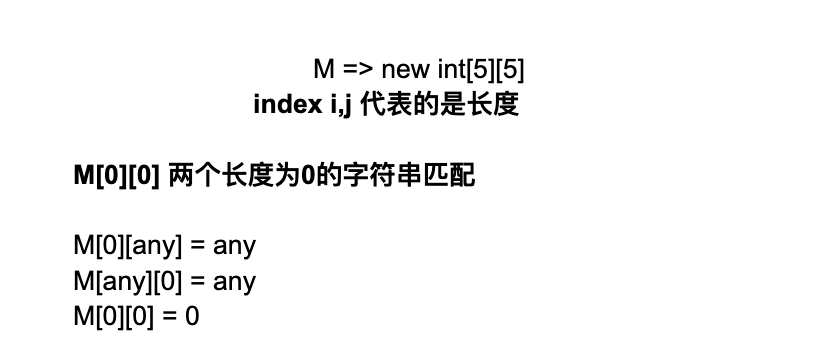 M => new int[5][5]
index i,j 代表的是长度
M[0][0] 两个长度为0的字符串匹配
M[0][any] = any
M[any][0] = any
M[0][0] = 0